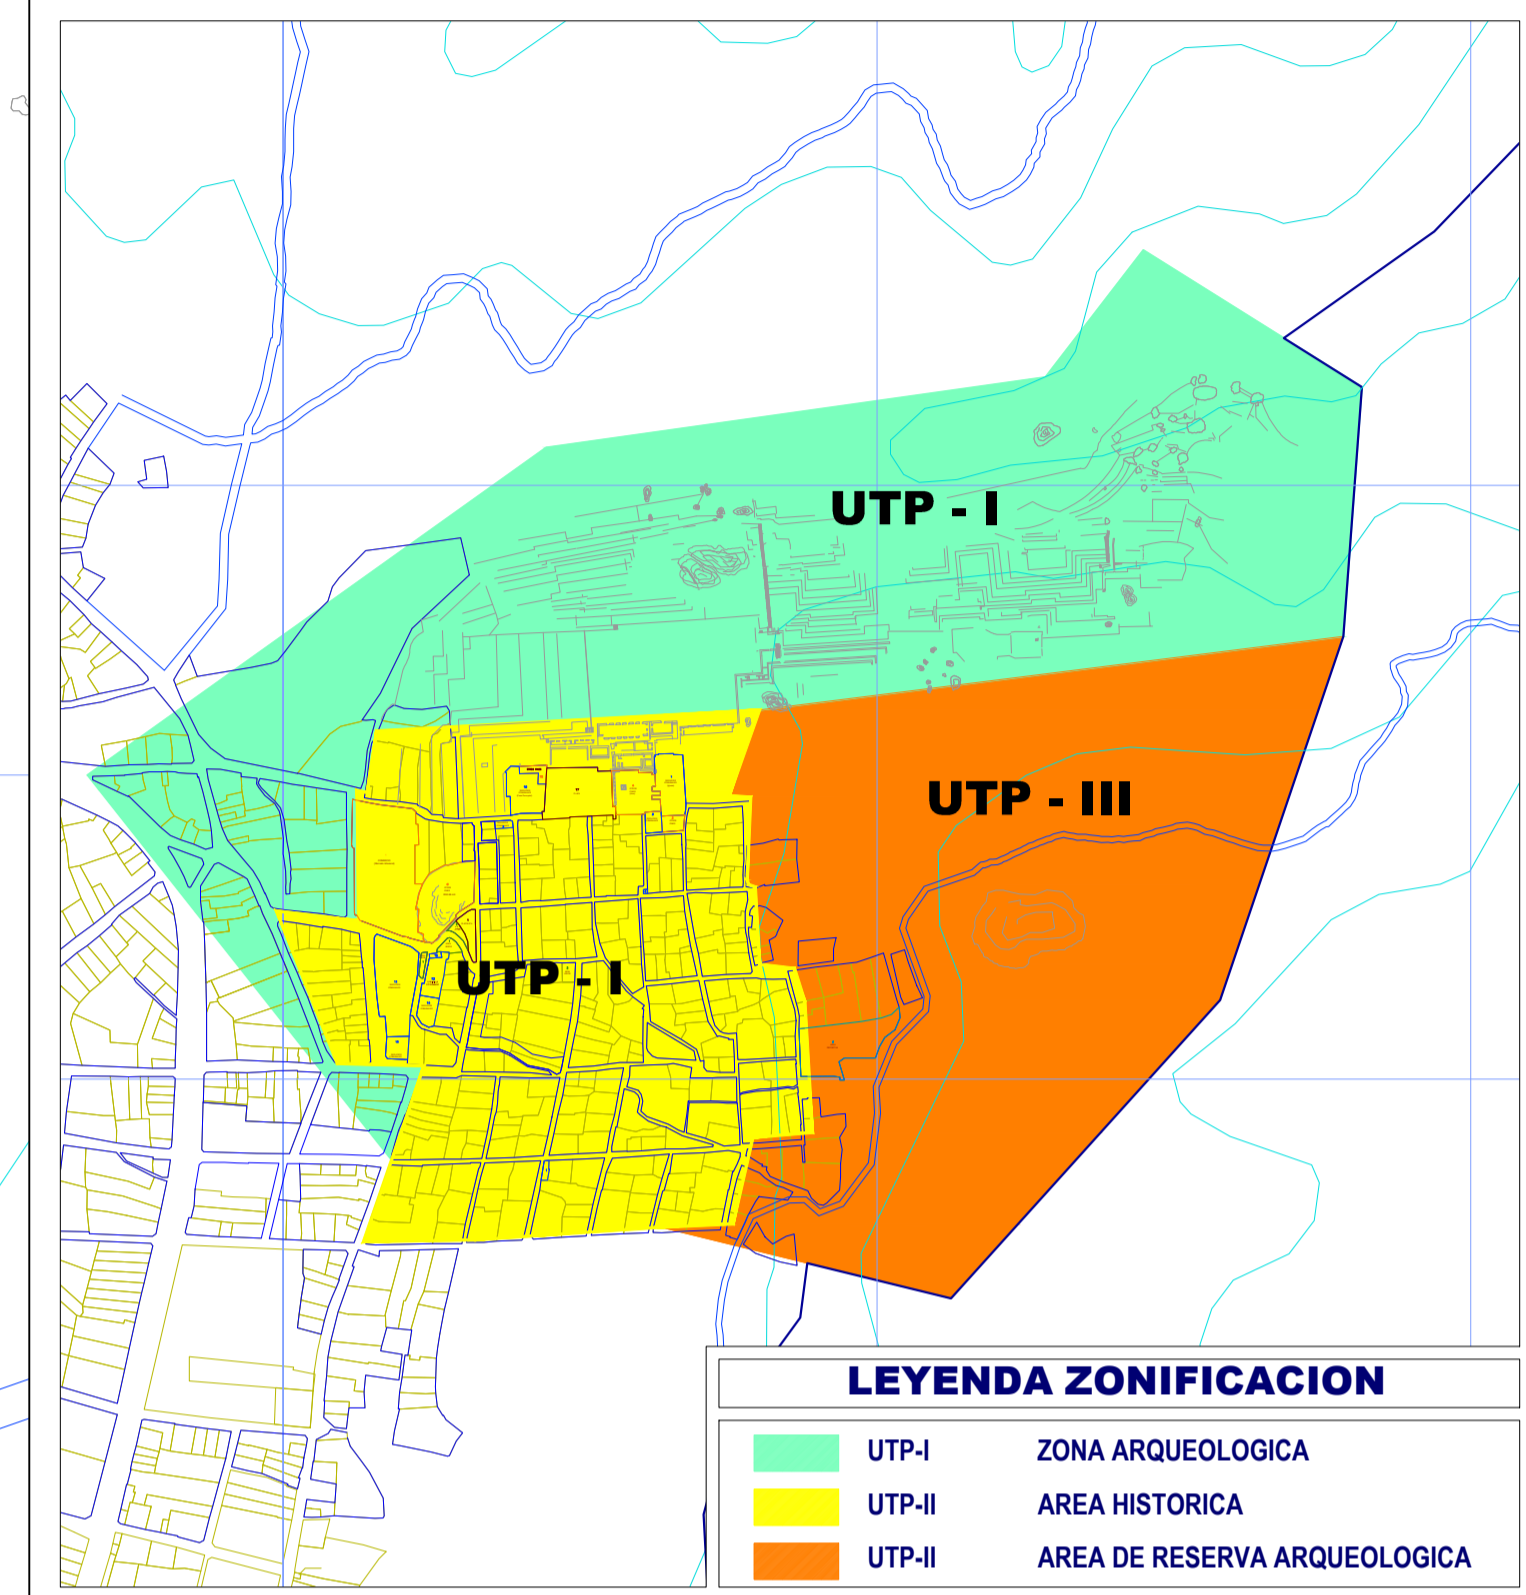 UTP - I
UTP - III
UTP - I
LEYENDA ZONIFICACION
UTP-I ZONA ARQUEOLOGICA
UTP-II AREA HISTORICA
UTP-II AREA DE RESERVA ARQUEOLOGICA